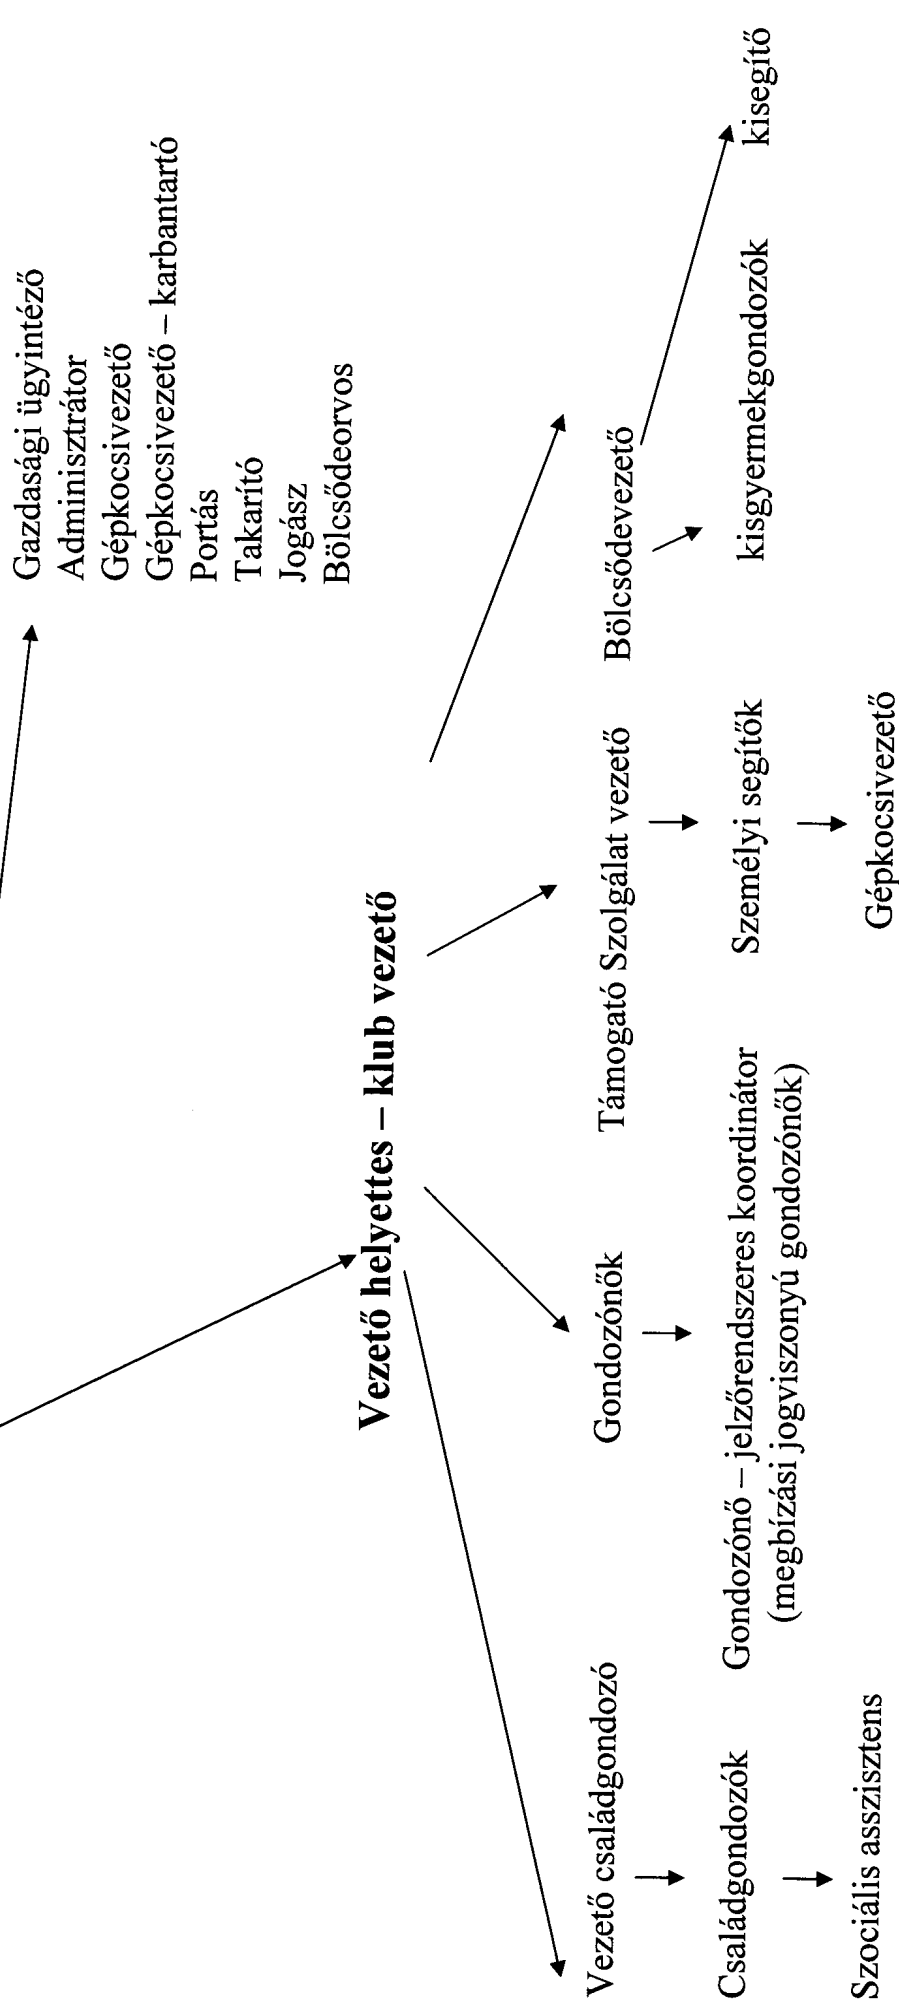 Gazdasági ügyintéző
Adminisztrátor
Gépkocsivezető
Gépkocsivezető – karbantartó
Portás
Takarító
Jogász
Bölcsődeorvos
Vezető helyettes – klub vezető
Vezető családgondozó
Gondozónők
Támogató Szolgálat vezető
Bölcsődevezető
Családgondozók
Gondozónő – jelzőrendszeres koordinátor
(megbízási jogviszonyú gondozónők)
Személyi segítők
kisgyermekgondozók
kisegítő
Szociális asszisztens
Gépkocsivezető